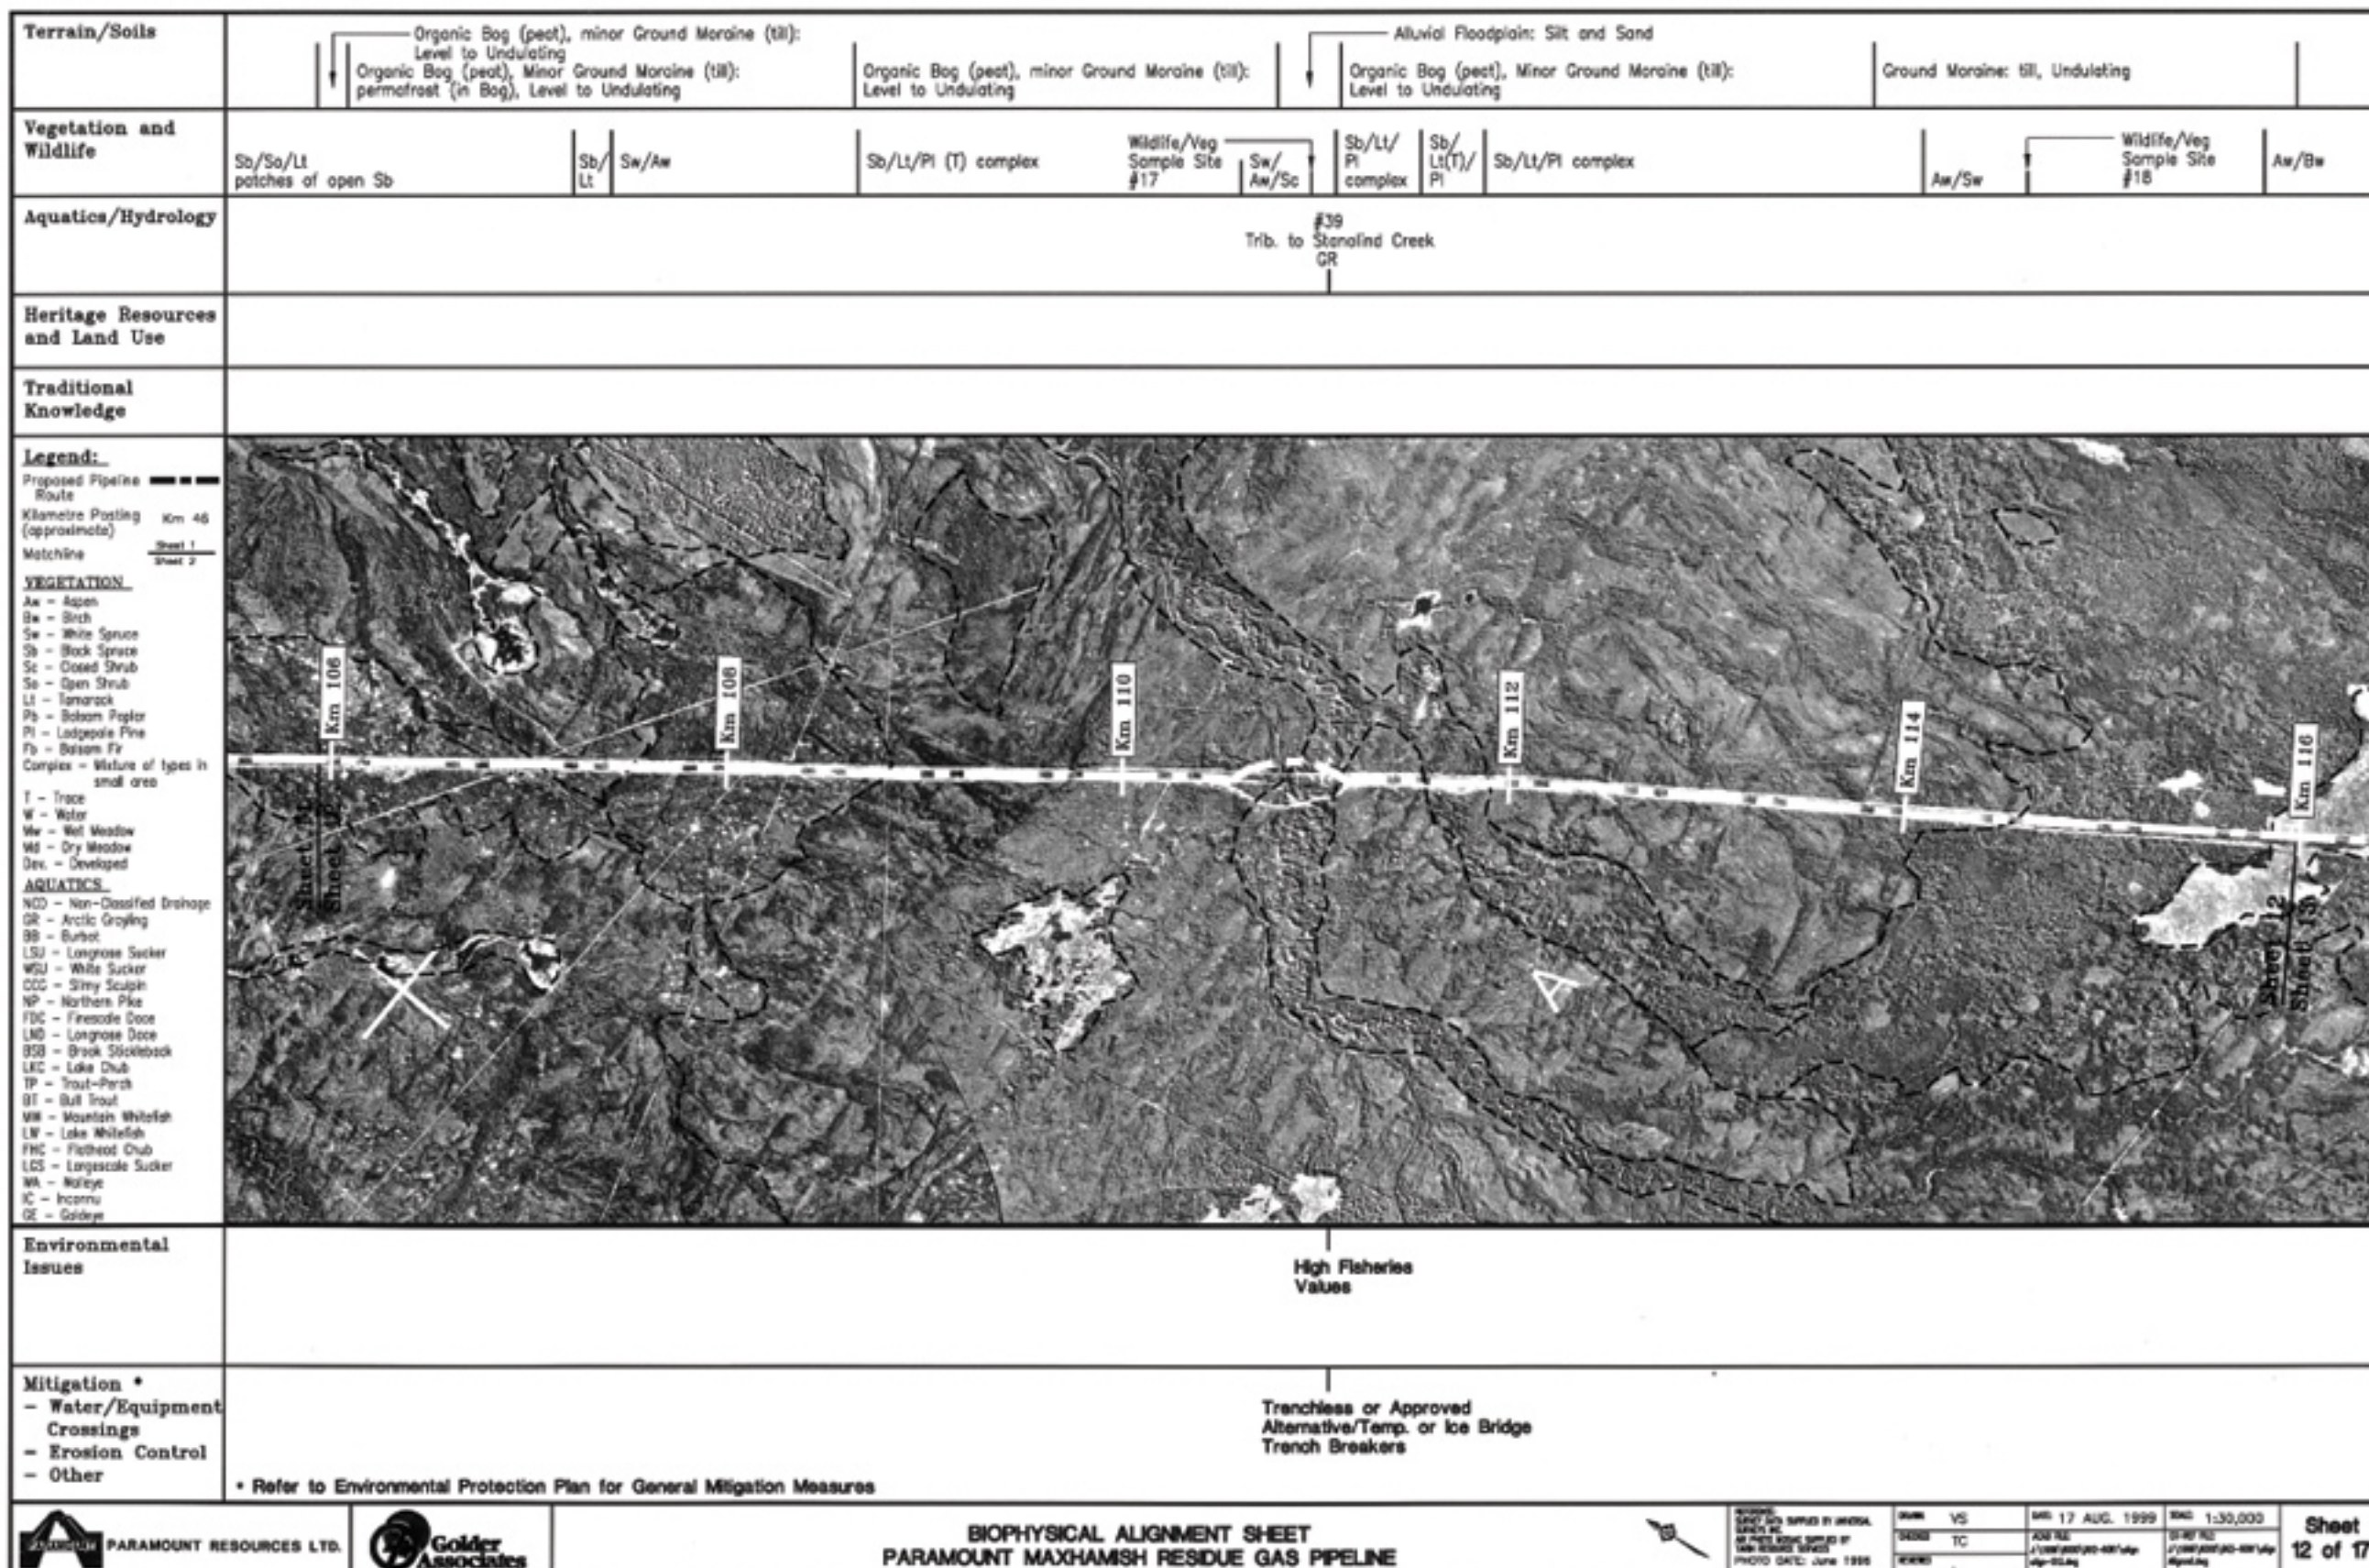 Terrain/Soils
Organic Bog (peat), minor Ground Moraine (till):
Level to Undulating
Organic Bog (peat), Minor Ground Moraine (till):
permafrost (in Bog), Level to Undulating
Organic Bog (peat), minor Ground Moraine (till):
Level to Undulating
Alluvial Floodplain: Silt and Sand
Organic Bog (peat), Minor Ground Moraine (till):
Level to Undulating
Ground Moraine: till, Undulating
Vegetation and
Wildlife
Sb/So/Lt
patches of open Sb
Sb/
Lt
Sw/Aw
Sb/Lt/Pl (T) complex
Wildlife/Veg
Sample Site
#17
Sw/
Aw/Sc
Sb/Lt/
Pl
complex
Sb/
Lt(T)/
Pl
Sb/Lt/Pl complex
Aw/Sw
Wildlife/Veg
Sample Site
#18
Aw/Bw
Aquatics/Hydrology
#39
Trib. to Stanolind Creek
GR
Heritage Resources
and Land Use
Traditional
Knowledge
Legend:
Proposed Pipeline
Route
Kilometre Posting
(approximate)
Km 46
Matchline
Sheet 1
Sheet 2
VEGETATION
Aw - Aspen
Bw - Birch
Sw - White Spruce
Sb - Black Spruce
Sc - Closed Shrub
So - Open Shrub
Lt - Tamarack
Pb - Balsam Poplar
Pl - Lodgepole Pine
Fb - Balsam Fir
Complex - Mixture of types in
small area
T - Trace
W - Water
Ww - Wet Meadow
Md - Dry Meadow
Dev. - Developed
AQUATICS
NCD - Non-Classified Drainage
GR - Arctic Grayling
BB - Burbot
LSU - Longnose Sucker
WSU - White Sucker
CCG - Slimy Sculpin
NP - Northern Pike
FDC - Finescale Dace
LND - Longnose Dace
BSB - Brook Stickleback
LKC - Lake Chub
TP - Trout-Perch
BT - Bull Trout
MW - Mountain Whitefish
LW - Lake Whitefish
FHC - Flathead Chub
LGS - Largescale Sucker
WA - Walleye
IC - Inconnu
GE - Goldeye
Km 106
Km 108
Km 110
Km 112
Km 114
Km 116
Sheet
Sheet 12
Sheet 12
Sheet 13
A
Environmental
Issues
High Fisheries
Values
Mitigation *
- Water/Equipment
Crossings
- Erosion Control
- Other
Trenchless or Approved
Alternative/Temp. or Ice Bridge
Trench Breakers
* Refer to Environmental Protection Plan for General Mitigation Measures
PARAMOUNT
PARAMOUNT RESOURCES LTD.
Golder
Associates
BIOPHYSICAL ALIGNMENT SHEET
PARAMOUNT MAXHAMISH RESIDUE GAS PIPELINE
PHOTO DATE: June
DRAWN VS
CHECKED TC
REVIEWED
DATE: 17 AUG. 1999
SCALE: 1:30,000
Sheet
12 of 17